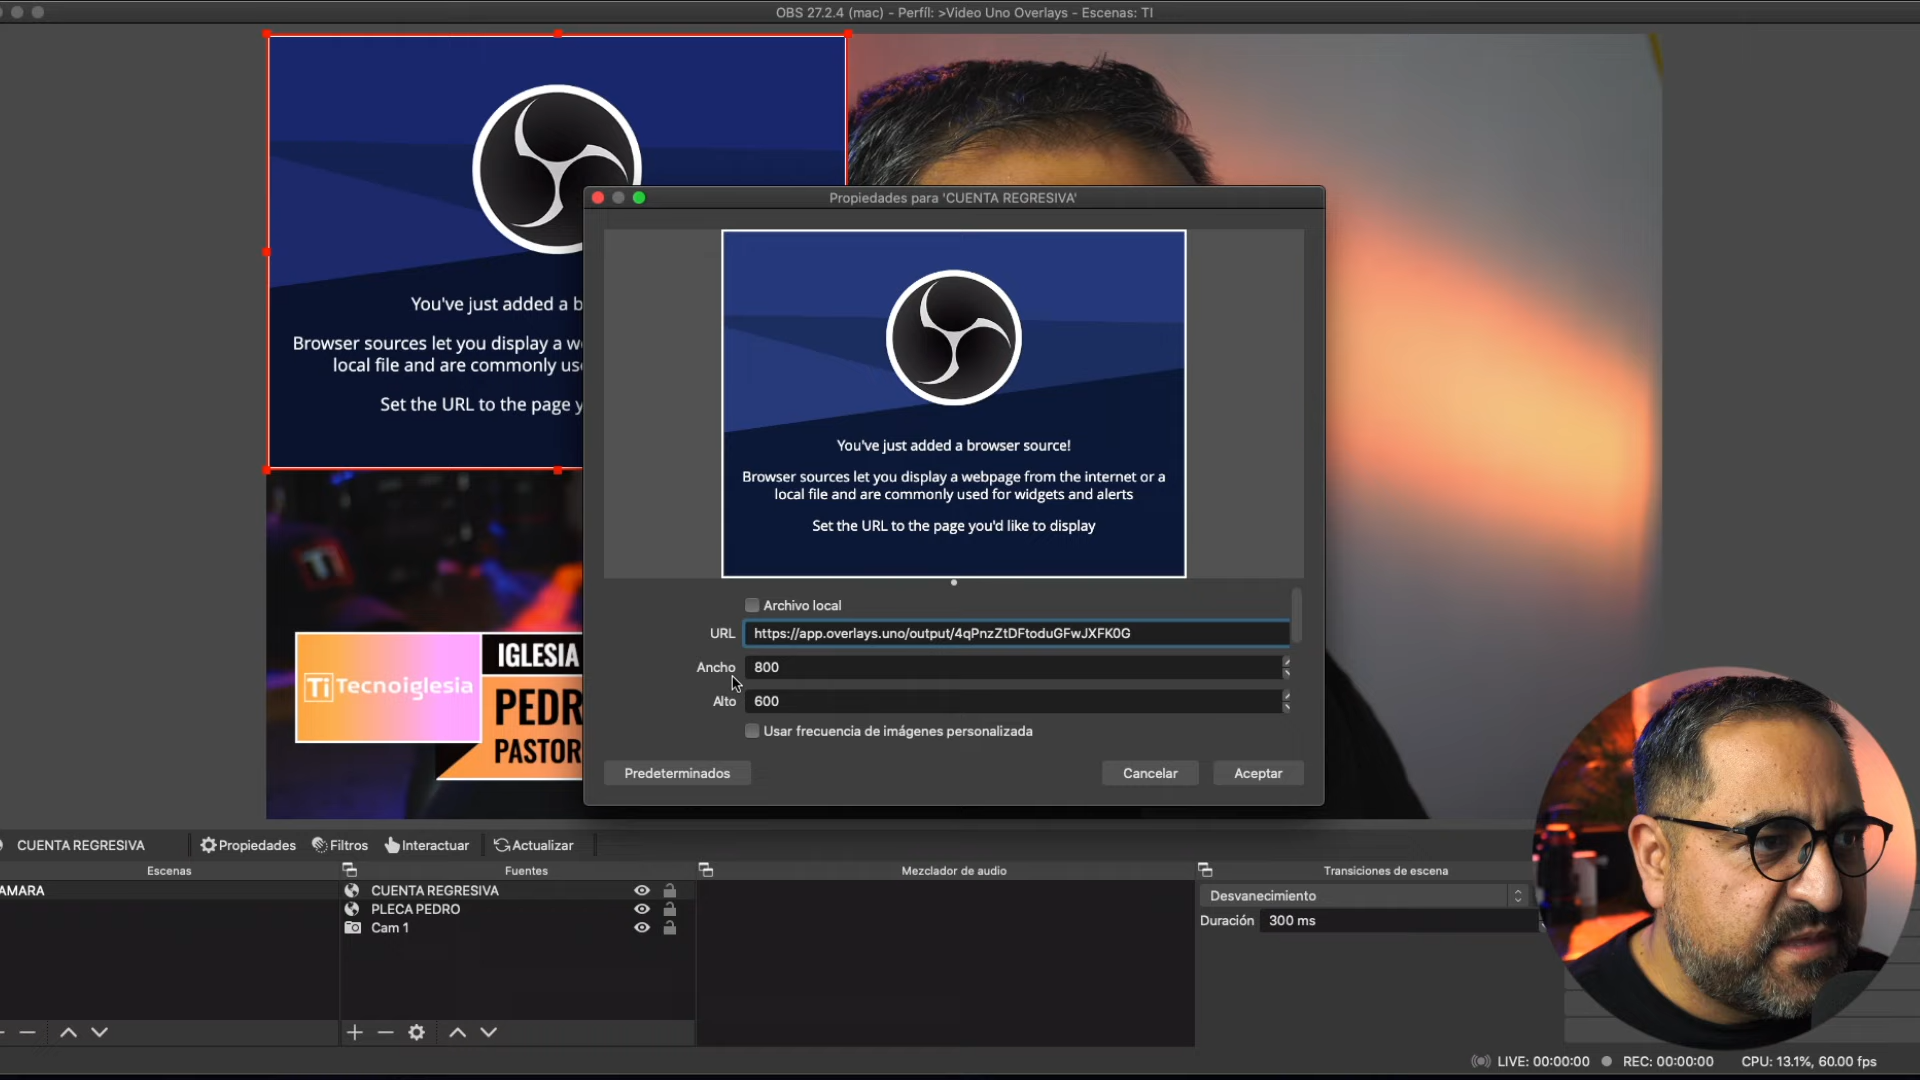 OBS 27.2.4 (mac) - Perfil: >Video Uno Overlays - Escenas: TI
You've just added a b
Browser sources let you display a w
local file and are commonly us
Set the URL to the page y
Ti
Ti Tecnoiglesia
IGLESIA
PEDR
PASTOR
Propiedades para 'CUENTA REGRESIVA'
You've just added a browser source!
Browser sources let you display a webpage from the internet or a
local file and are commonly used for widgets and alerts
Set the URL to the page you'd like to display
Archivo local
URL https://app.overlays.uno/output/4qPnzZtDFtoduGFwJXFK0G
Ancho 800
Alto 600
Usar frecuencia de imágenes personalizada
Predeterminados Cancelar Aceptar
CUENTA REGRESIVA Propiedades Filtros Interactuar Actualizar
Escenas Fuentes Mezclador de audio Transiciones de escena
AMARA
CUENTA REGRESIVA
PLECA PEDRO
Cam 1
Desvanecimiento
Duración 300 ms
LIVE: 00:00:00 REC: 00:00:00 CPU: 13.1%, 60.00 fps